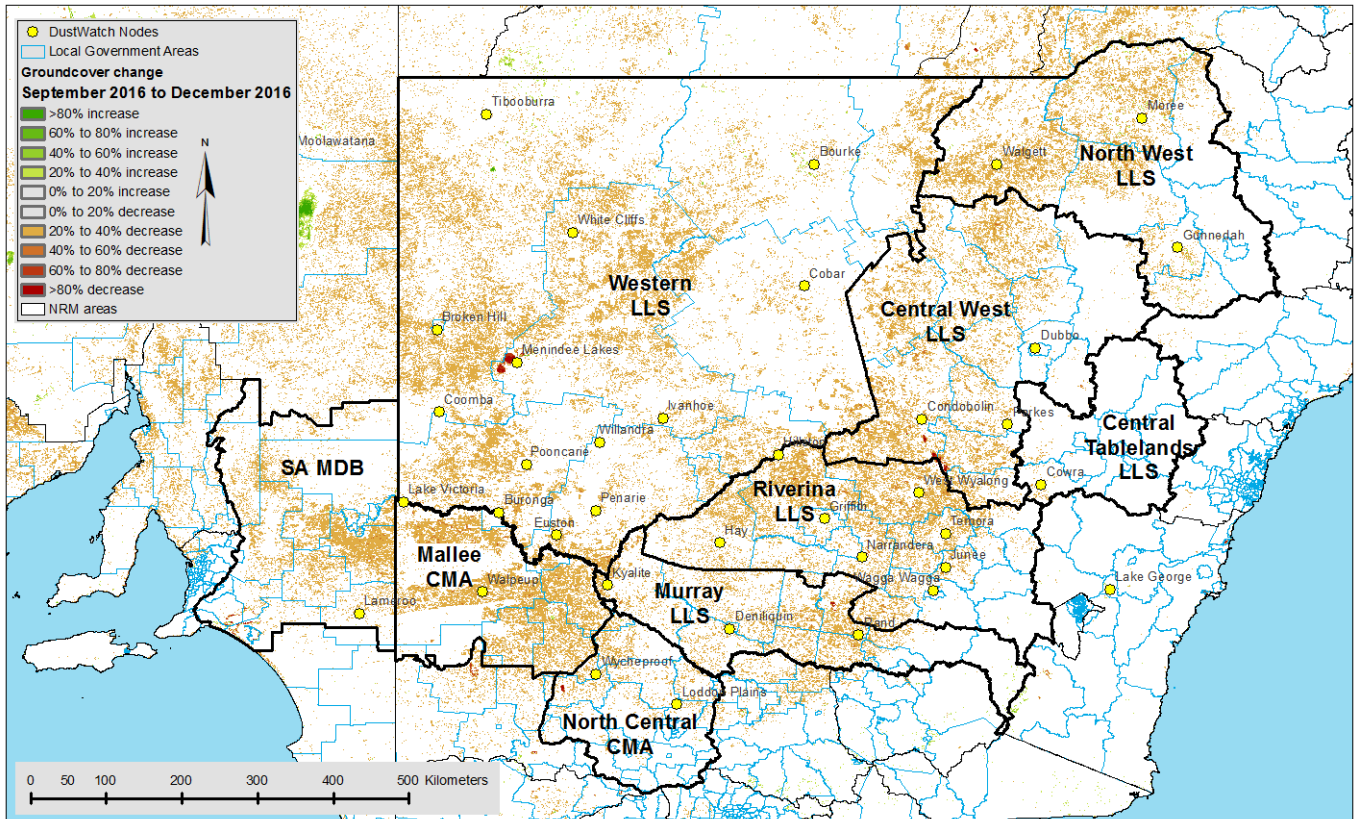 DustWatch Nodes
Local Government Areas
Groundcover change
September 2016 to December 2016
>80% increase
60% to 80% increase
40% to 60% increase
20% to 40% increase
0% to 20% increase
0% to 20% decrease
20% to 40% decrease
40% to 60% decrease
60% to 80% decrease
>80% decrease
NRM areas
N
Moolawatana
Tibooburra
Moree
Bourke
Walgett
North West
LLS
White Cliffs
Gunnedah
Cobar
Western
LLS
Central West
LLS
Broken Hill
Menindee Lakes
Dubbo
Coomba
Ivanhoe
Condobolin
Parkes
Willandra
Central
Tablelands
LLS
Pooncarie
Hillston
SA MDB
Lake Victoria
Buronga
Penarie
Riverina
LLS
West Wyalong
Cowra
Griffith
Euston
Temora
Hay
Narrandera
Junee
Mallee
CMA
Walpeup
Kyalite
Wagga Wagga
Lake George
Murray
LLS
Lameroo
Deniliquin
Rand
Wycheproof
Loddon Plains
North Central
CMA
0 50 100 200 300 400 500 Kilometers